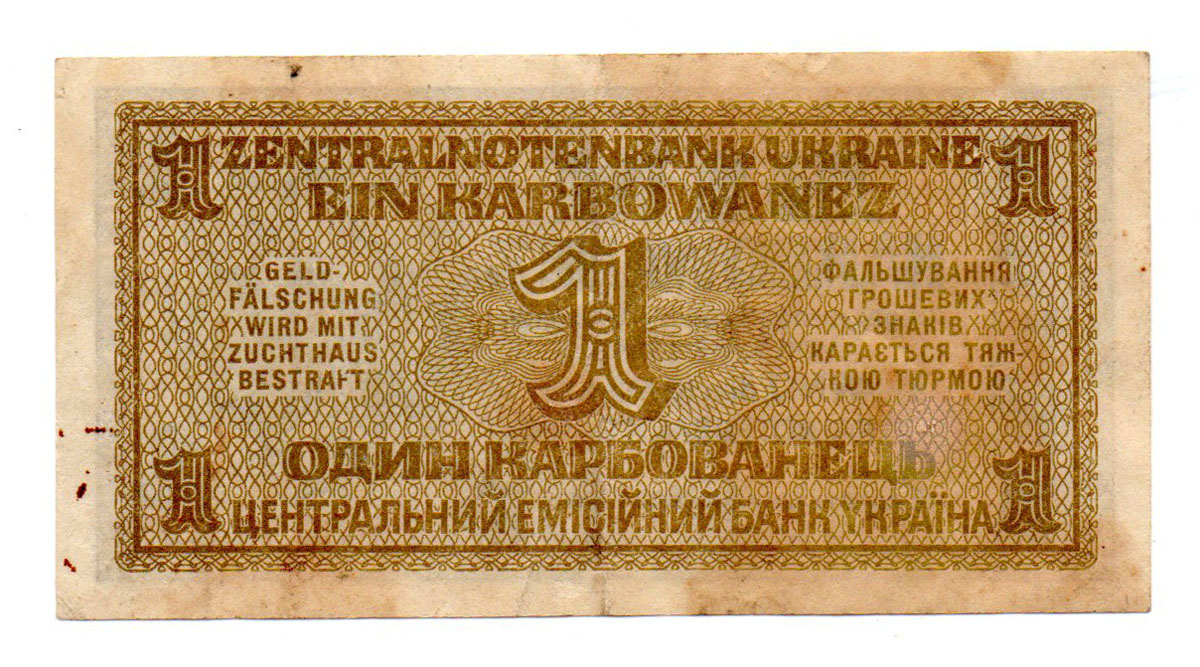 1 ZENTRALNOTENBANK UKRAINE 1
EIN KARBOWANEZ
GELD-
FÄLSCHUNG
WIRD MIT
ZUCHTHAUS
BESTRAFT
1
ФАЛЬШУВАННЯ
ГРОШЕВИХ
ЗНАКІВ
КАРАЄТЬСЯ ТЯЖ-
КОЮ ТЮРМОЮ
ОДИН КАРБОВАНЕЦЬ
1 ЦЕНТРАЛЬНИЙ ЕМІСІЙНИЙ БАНК УКРАЇНА 1